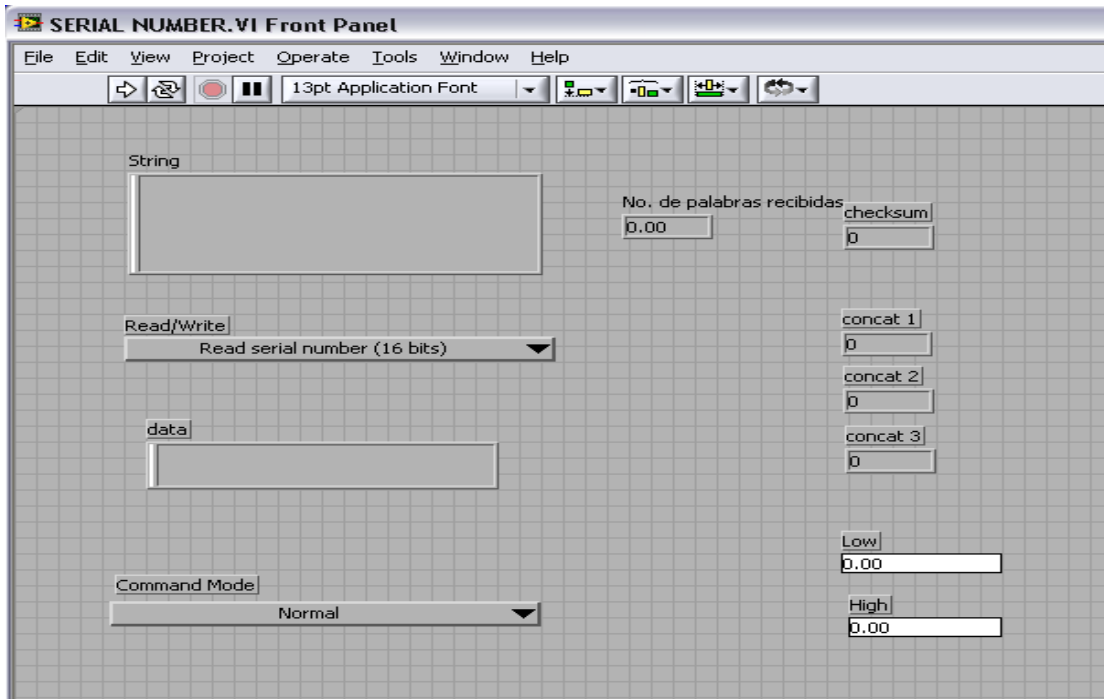 SERIAL NUMBER.VI Front Panel
File Edit View Project Operate Tools Window Help
13pt Application Font
String
No. de palabras recibidas
0.00
checksum
0
Read/Write
Read serial number (16 bits)
concat 1
0
concat 2
0
concat 3
0
data
Low
0.00
Command Mode
Normal
High
0.00